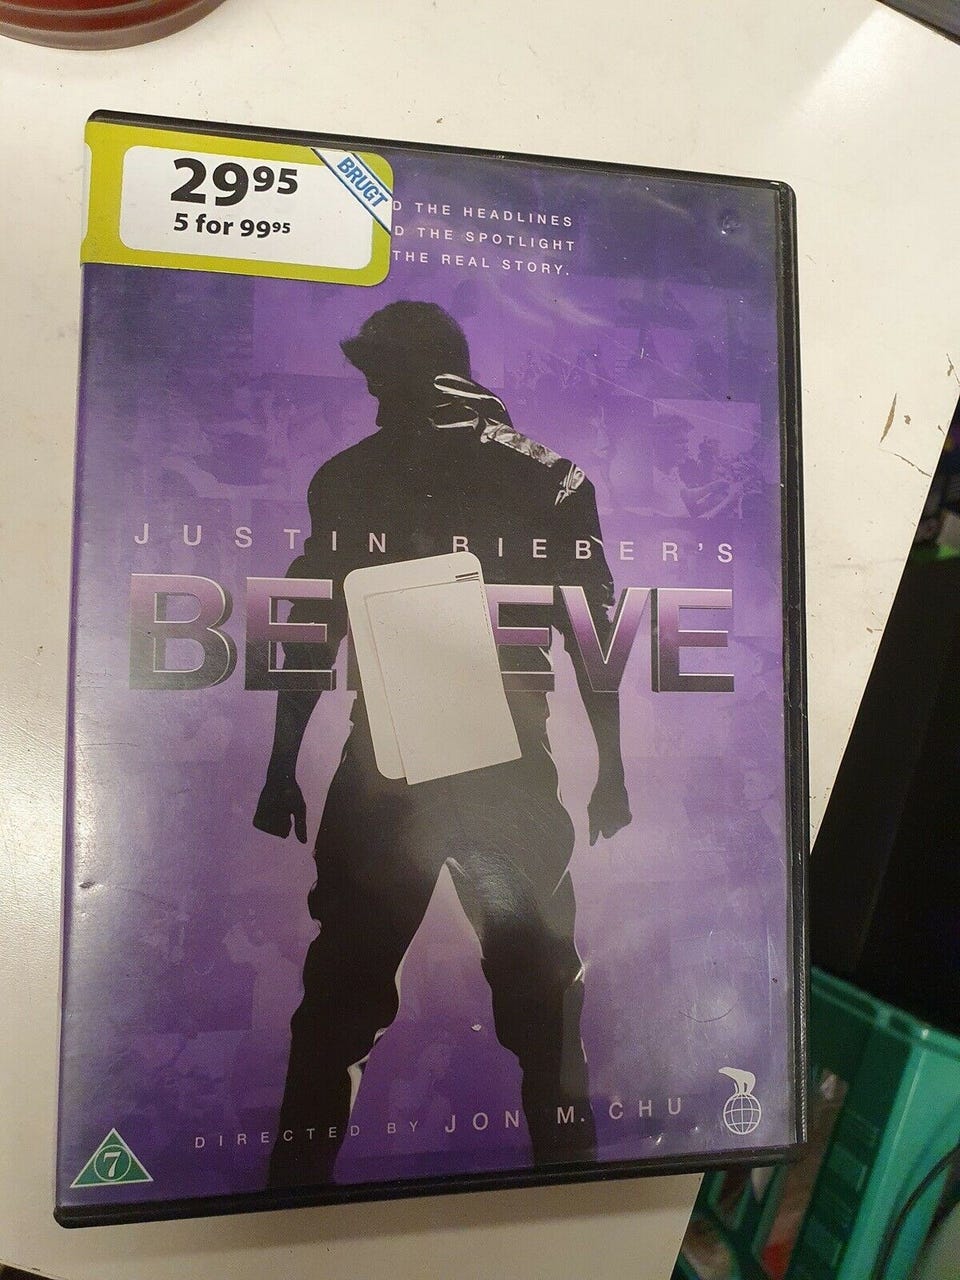 29⁹⁵
BRUGT
5 for 99⁹⁵
D THE HEADLINES
D THE SPOTLIGHT
THE REAL STORY.
JUSTIN BIEBER'S
BE EVE
DIRECTED BY JON M. CHU
7